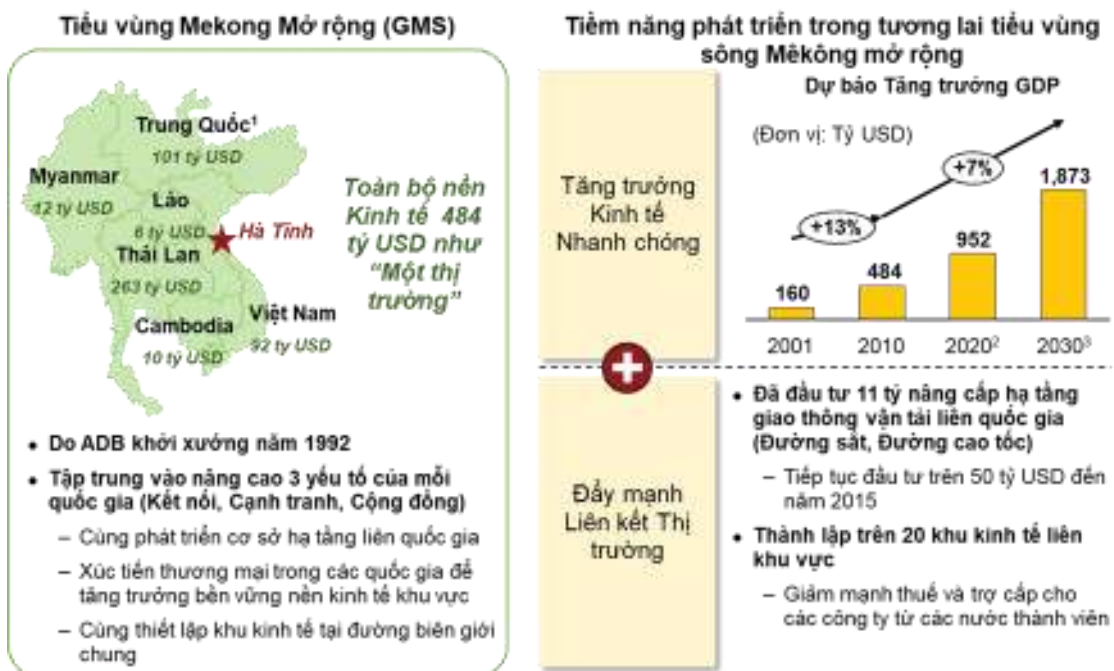 Tiểu vùng Mekong Mở rộng (GMS)
Trung Quốc¹
101 tỷ USD
Myanmar
12 tỷ USD
Lào
6 tỷ USD
Hà Tĩnh
Thái Lan
263 tỷ USD
Việt Nam
92 tỷ USD
Cambodia
10 tỷ USD
Toàn bộ nền
Kinh tế 484
tỷ USD như
“Một thị
trường”
• Do ADB khởi xướng năm 1992
• Tập trung vào nâng cao 3 yếu tố của mỗi
quốc gia (Kết nối, Cạnh tranh, Cộng đồng)
– Cùng phát triển cơ sở hạ tầng liên quốc gia
– Xúc tiến thương mại trong các quốc gia để
tăng trưởng bền vững nền kinh tế khu vực
– Cùng thiết lập khu kinh tế tại đường biên giới
chung
Tiềm năng phát triển trong tương lai tiểu vùng
sông Mêkông mở rộng
Tăng trưởng
Kinh tế
Nhanh chóng
Dự báo Tăng trưởng GDP
(Đơn vị: Tỷ USD)
+13%
+7%
160
484
952
1,873
2001
2010
2020²
2030³
Đẩy mạnh
Liên kết Thị
trường
• Đã đầu tư 11 tỷ nâng cấp hạ tầng
giao thông vận tải liên quốc gia
(Đường sắt, Đường cao tốc)
– Tiếp tục đầu tư trên 50 tỷ USD đến
năm 2015
• Thành lập trên 20 khu kinh tế liên
khu vực
– Giảm mạnh thuế và trợ cấp cho
các công ty từ các nước thành viên